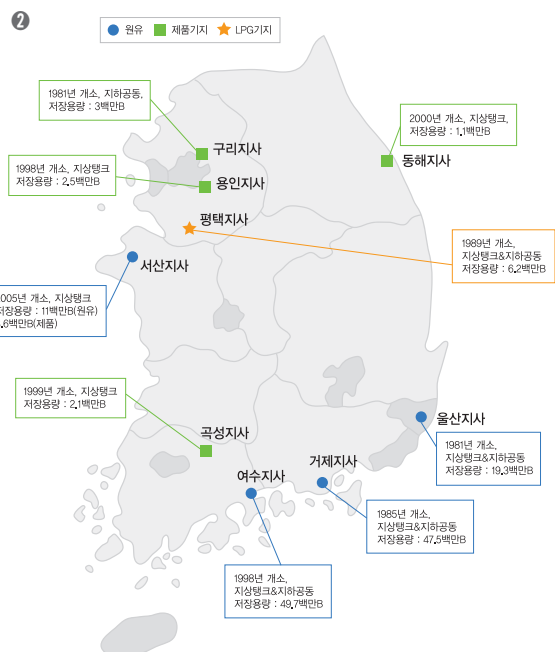 2
원유 제품기지 LPG기지
1981년 개소, 지하공동,
저장용량 : 3백만B
구리지사
2000년 개소, 지상탱크,
저장용량 : 1.1백만B
동해지사
1998년 개소, 지상탱크
저장용량 : 2.5백만B
용인지사
평택지사
1989년 개소,
지상탱크&지하공동
저장용량 : 6.2백만B
서산지사
005년 개소, 지상탱크
저장용량 : 11백만B(원유)
.6백만B(제품)
1999년 개소,
저장용량 : 2.1백만B
곡성지사
울산지사
1981년 개소,
지상탱크&지하공동
저장용량 : 19.3백만B
거제지사
1985년 개소,
지상탱크&지하공동
저장용량 : 47.5백만B
여수지사
1998년 개소,
지상탱크&지하공동
저장용량 : 49.7백만B